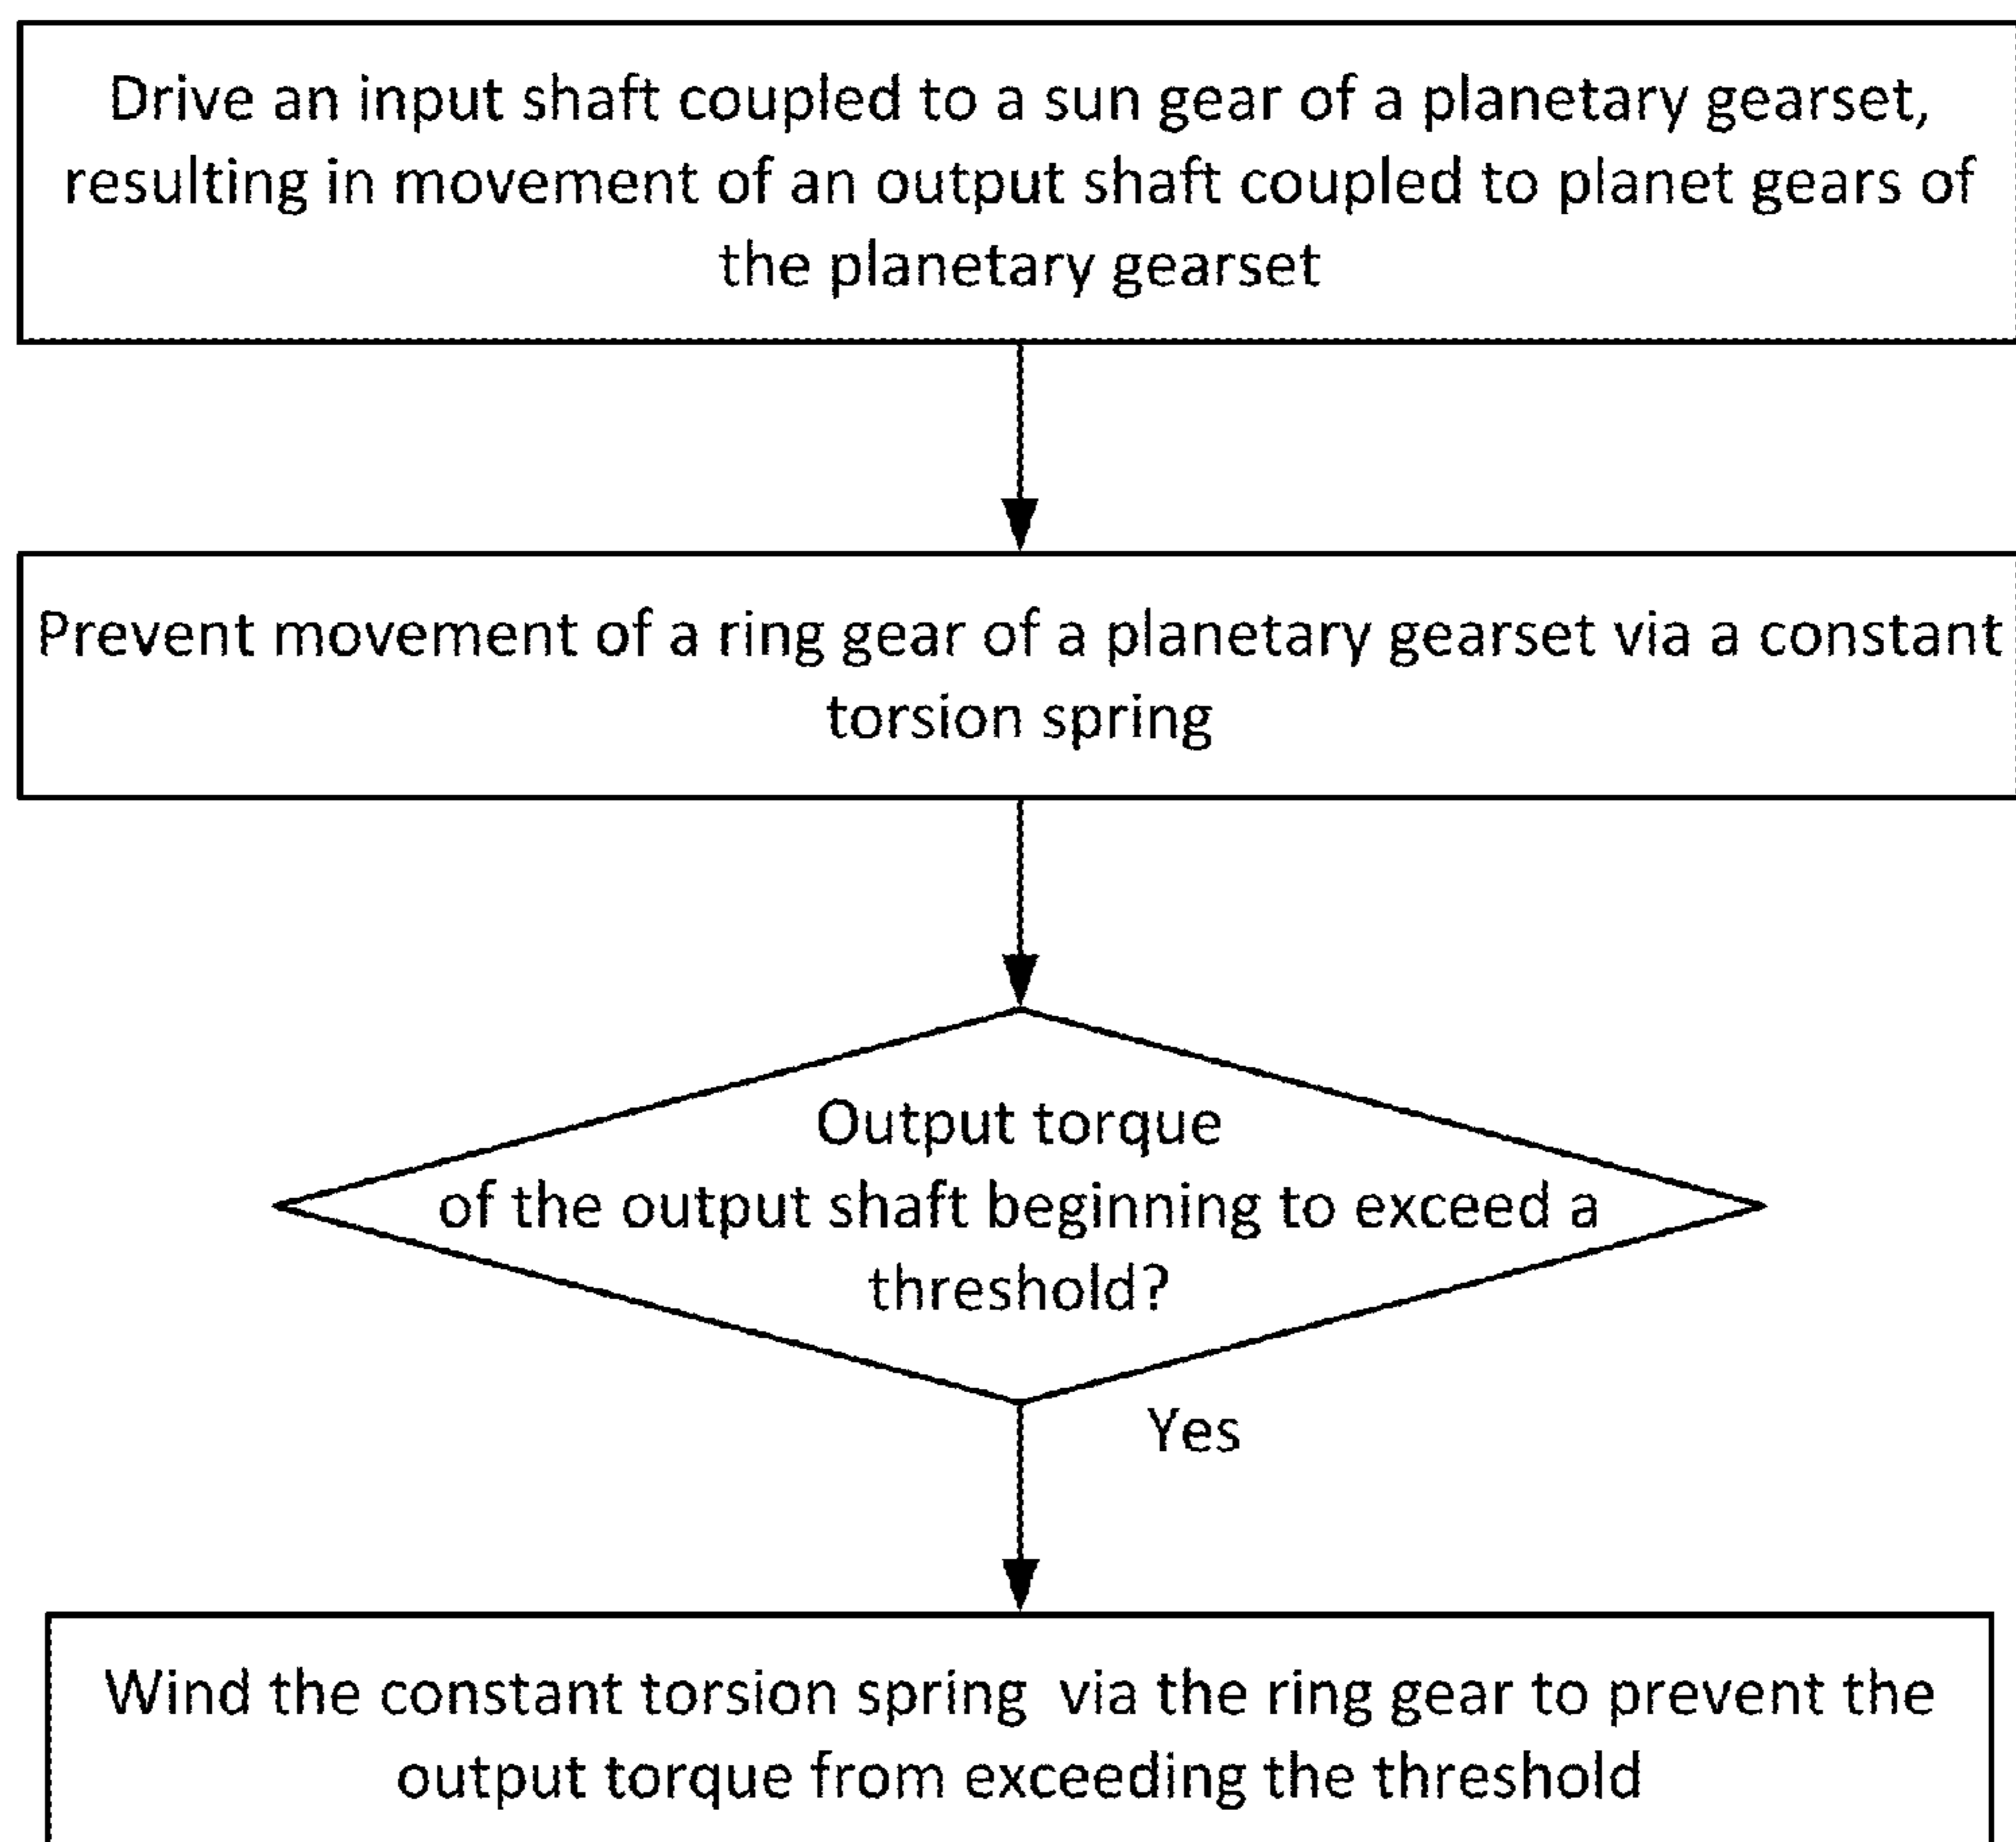 Drive an input shaft coupled to a sun gear of a planetary gearset,
resulting in movement of an output shaft coupled to planet gears of
the planetary gearset
Prevent movement of a ring gear of a planetary gearset via a constant
torsion spring
Output torque
of the output shaft beginning to exceed a
threshold?
Yes
Wind the constant torsion spring via the ring gear to prevent the
output torque from exceeding the threshold